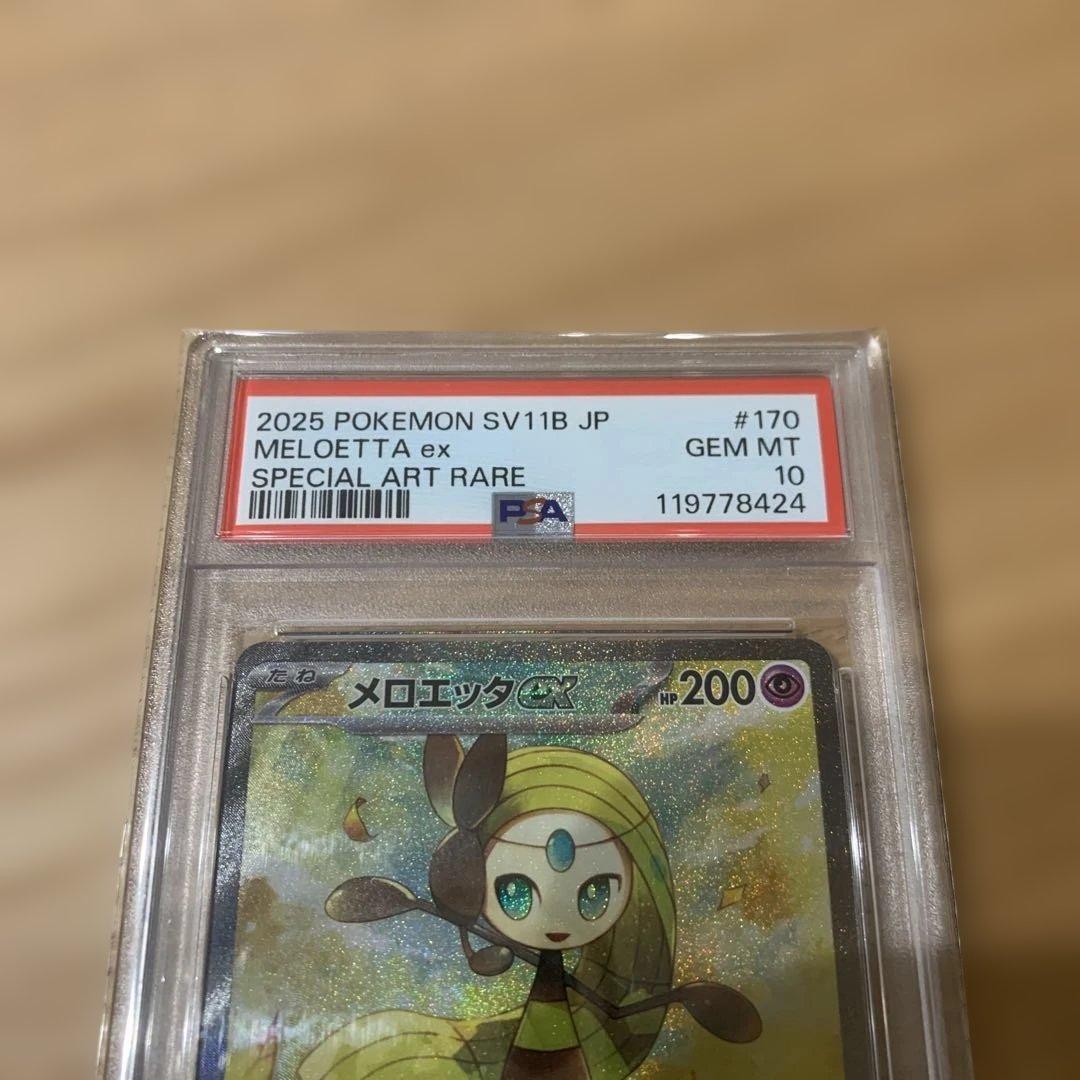 2025 POKEMON SV11B JP #170
MELOETTA ex GEM MT
SPECIAL ART RARE 10
PSA 119778424
たね メロエッタex HP200